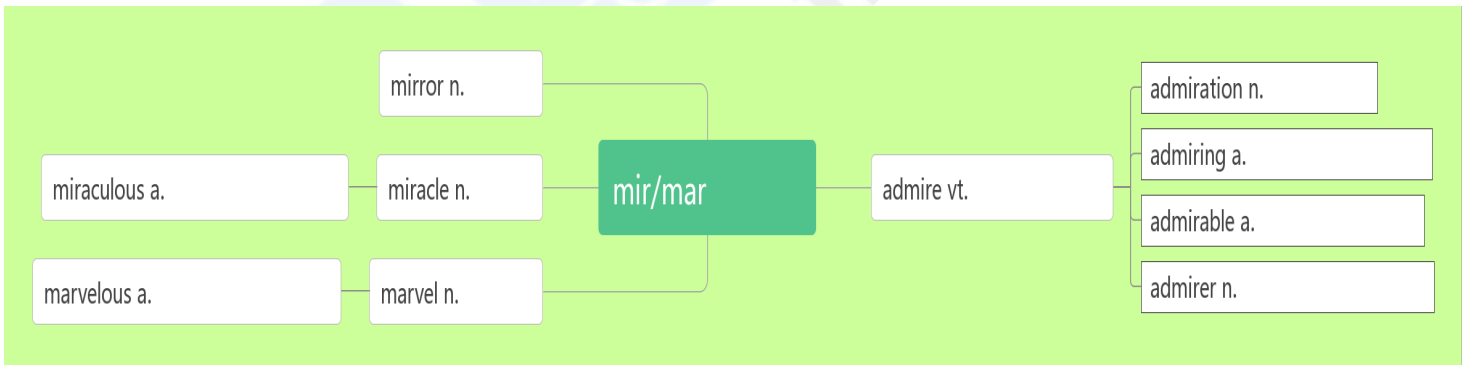 mirror n.
miraculous a.
miracle n.
marvelous a.
marvel n.
mir/mar
admire vt.
admiration n.
admiring a.
admirable a.
admirer n.